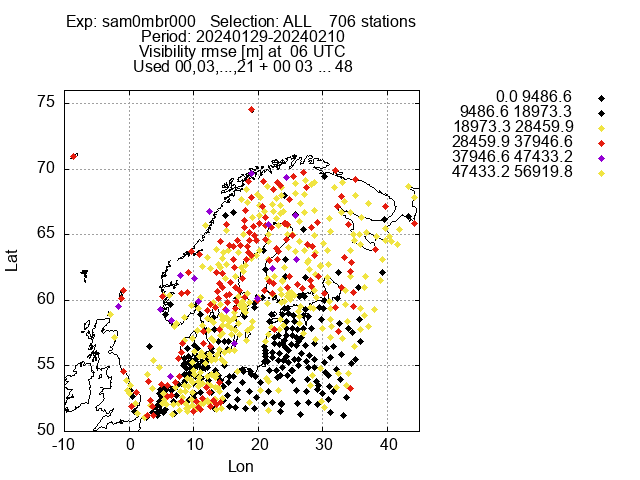 Exp: sam0mbr000 Selection: ALL 706 stations
Period: 20240129-20240210
Visibility rmse [m] at 06 UTC
Used 00,03,...,21 + 00 03 ... 48
0.0 9486.6
9486.6 18973.3
18973.3 28459.9
28459.9 37946.6
37946.6 47433.2
47433.2 56919.8
75
70
65
60
55
50
Lat
-10 0 10 20 30 40
Lon